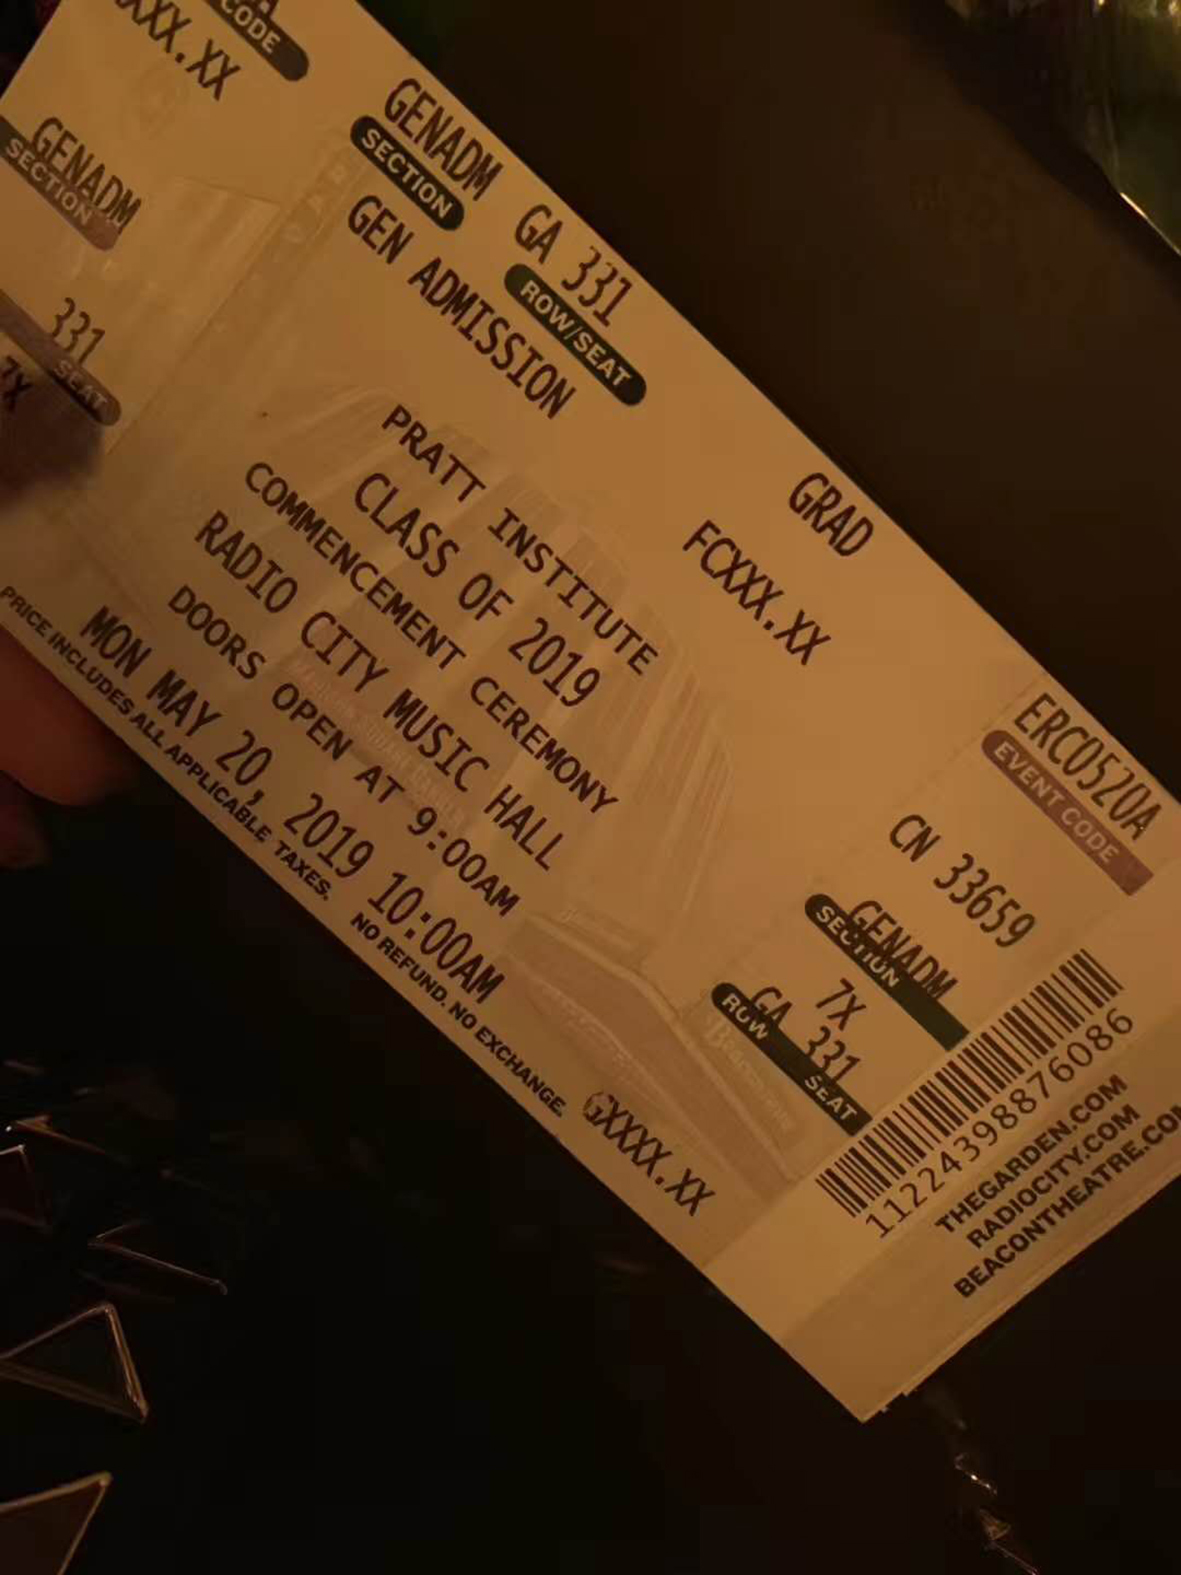 CODE
XXX.XX
GENADM
SECTION
331
SEAT
7X
GENADM GA 331
SECTION ROW/SEAT
GEN ADMISSION
GRAD
FCXXX.XX
PRATT INSTITUTE
CLASS OF 2019
COMMENCEMENT CEREMONY
RADIO CITY MUSIC HALL
DOORS OPEN AT 9:00AM
MON MAY 20, 2019 10:00AM
PRICE INCLUDES ALL APPLICABLE TAXES. NO REFUND. NO EXCHANGE.
ERC0520A
EVENT CODE
CN 33659
GENADM
SECTION
7X
GA 331
ROW SEAT
GXXXX.XX
11224398876086
THEGARDEN.COM
RADIOCITY.COM
BEACONTHEATRE.COM